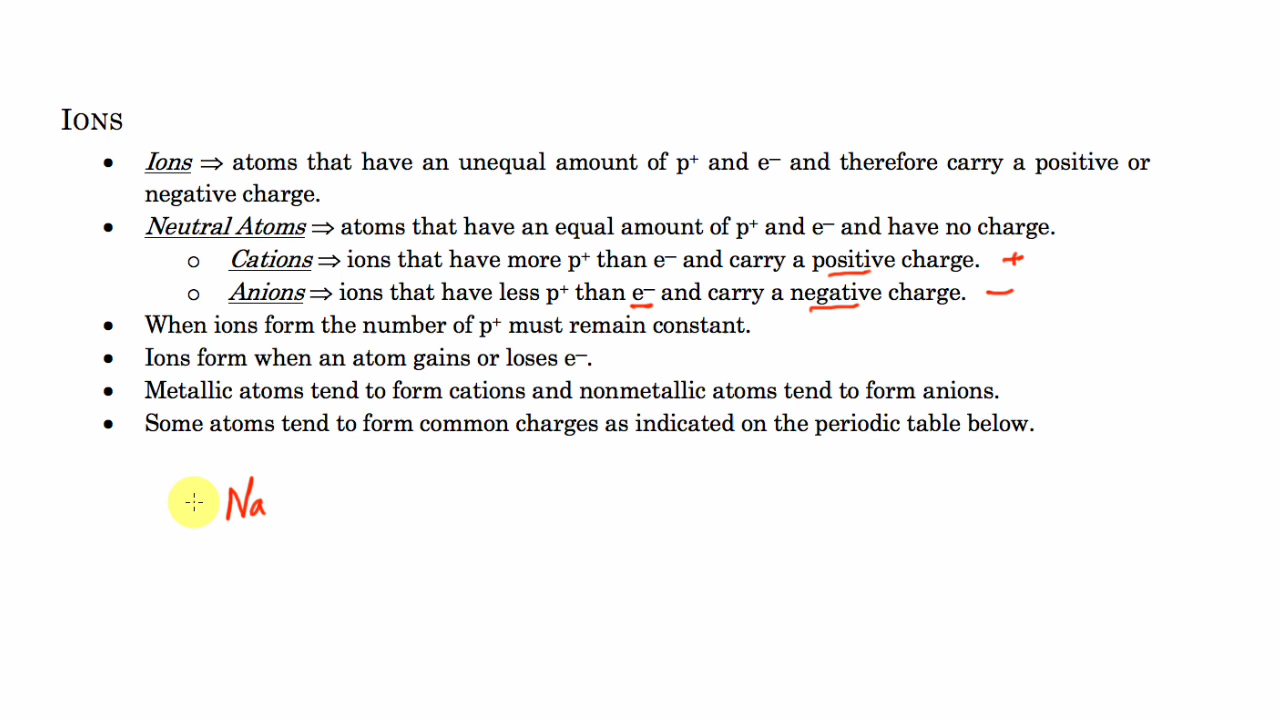 IONS
• Ions ⇒ atoms that have an unequal amount of p⁺ and e⁻ and therefore carry a positive or
negative charge.
• Neutral Atoms ⇒ atoms that have an equal amount of p⁺ and e⁻ and have no charge.
o Cations ⇒ ions that have more p⁺ than e⁻ and carry a positive charge. +
o Anions ⇒ ions that have less p⁺ than e⁻ and carry a negative charge. −
• When ions form the number of p⁺ must remain constant.
• Ions form when an atom gains or loses e⁻.
• Metallic atoms tend to form cations and nonmetallic atoms tend to form anions.
• Some atoms tend to form common charges as indicated on the periodic table below.
Na